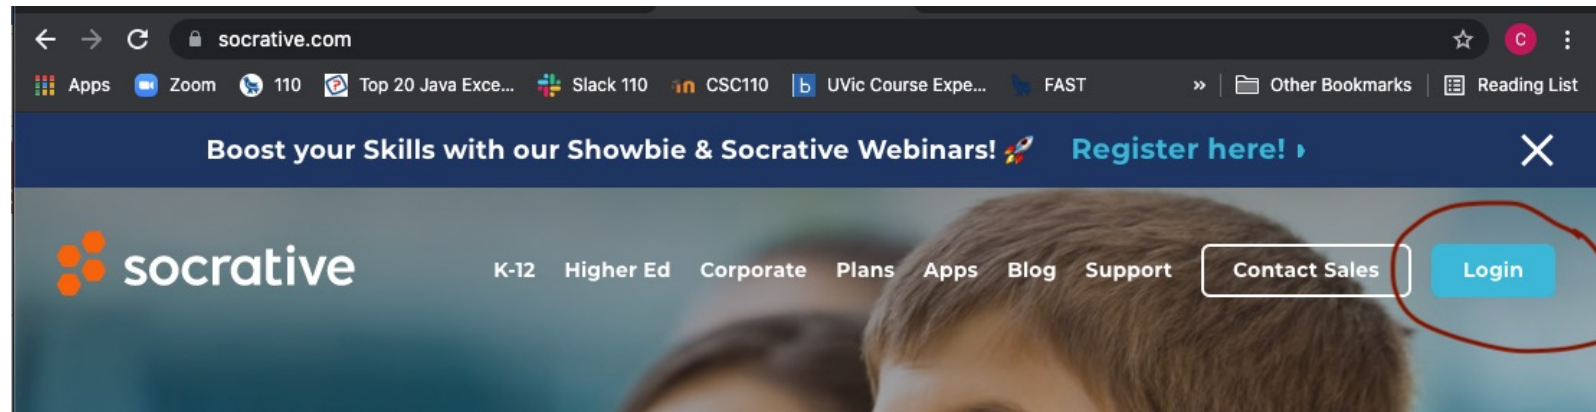 socrative.com
C
Apps Zoom 110 Top 20 Java Exce... Slack 110 CSC110 UVic Course Expe... FAST » Other Bookmarks Reading List
Boost your Skills with our Showbie & Socrative Webinars! 🚀 Register here!
socrative K-12 Higher Ed Corporate Plans Apps Blog Support Contact Sales Login